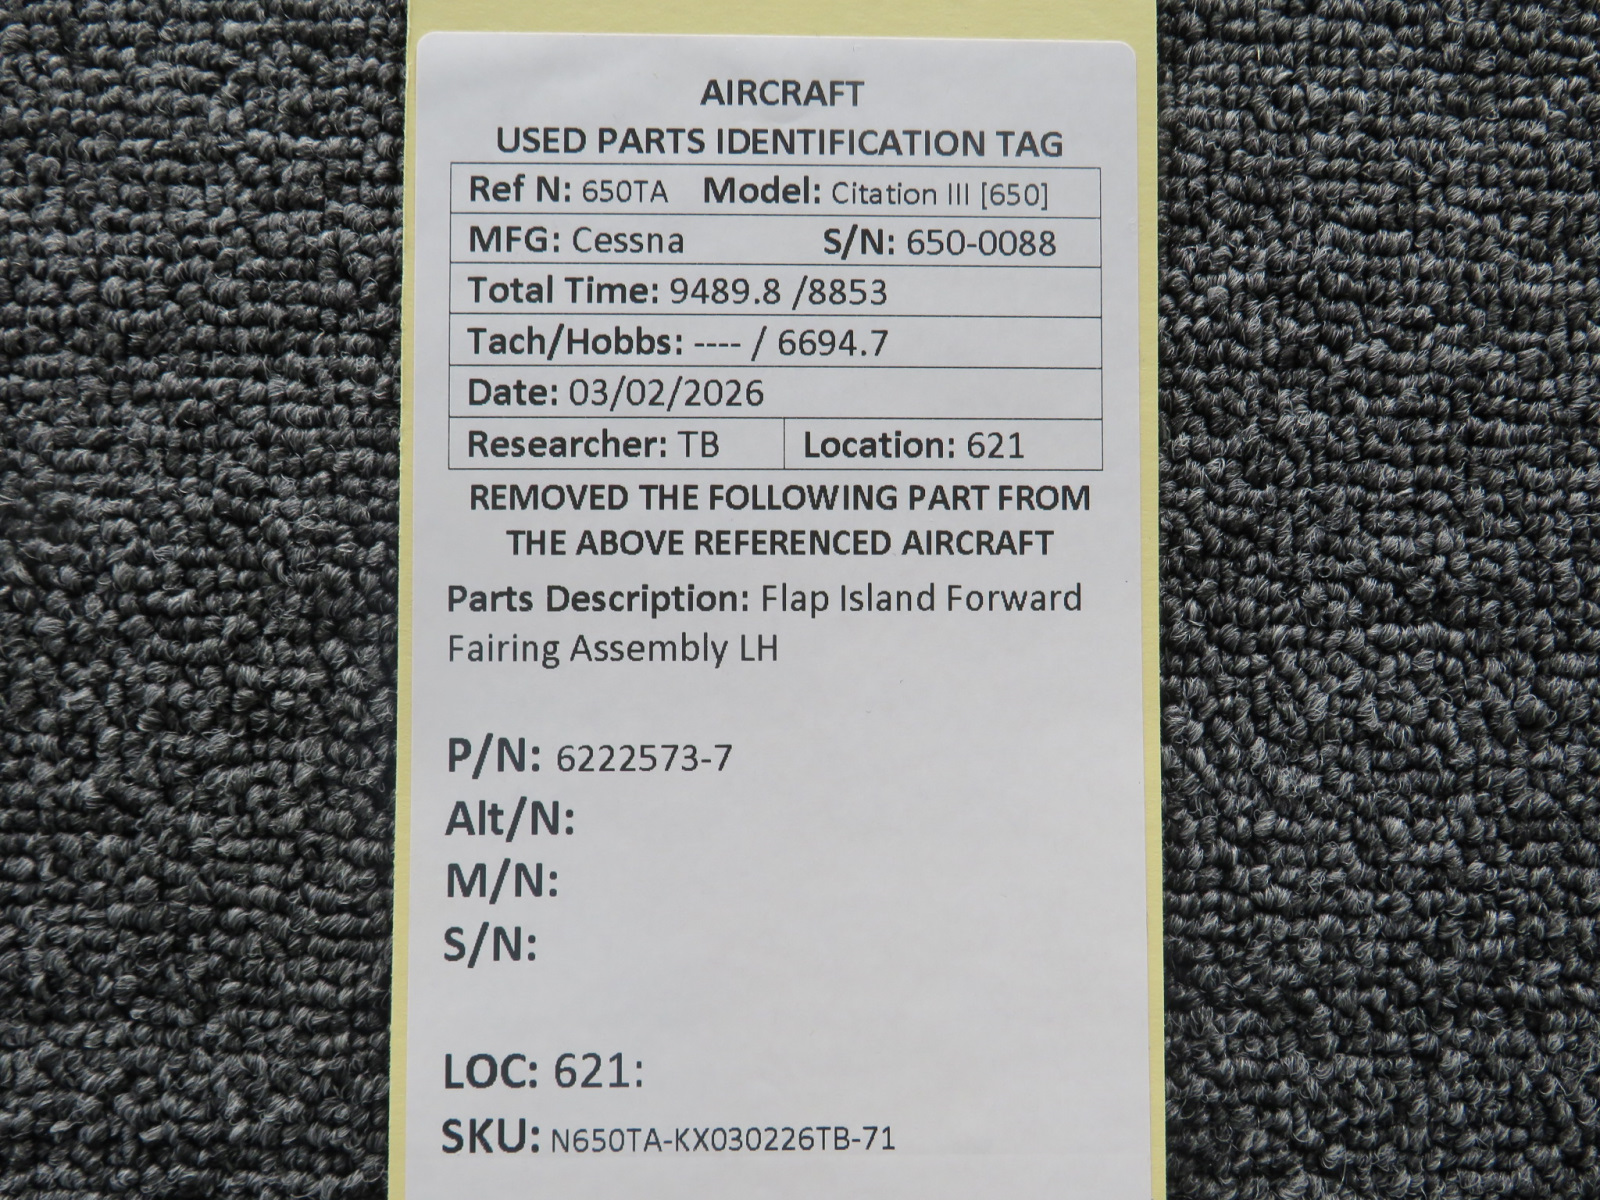 AIRCRAFT
USED PARTS IDENTIFICATION TAG
Ref N: 650TA Model: Citation III [650]
MFG: Cessna S/N: 650-0088
Total Time: 9489.8 /8853
Tach/Hobbs: ---- / 6694.7
Date: 03/02/2026
Researcher: TB Location: 621
REMOVED THE FOLLOWING PART FROM
THE ABOVE REFERENCED AIRCRAFT
Parts Description: Flap Island Forward
Fairing Assembly LH
P/N: 6222573-7
Alt/N:
M/N:
S/N:
LOC: 621:
SKU: N650TA-KX030226TB-71